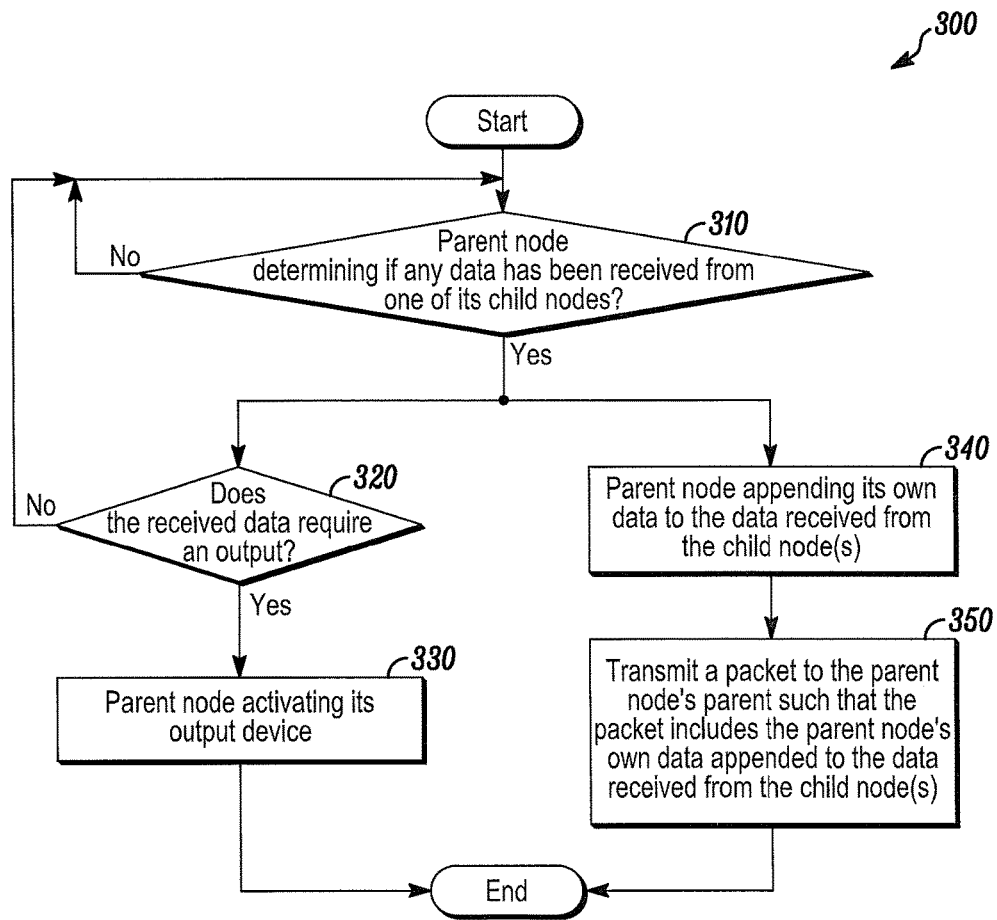 300
Start
310
Parent node
determining if any data has been received from
one of its child nodes?
No
Yes
320
Does
the received data require
an output?
No
Yes
330
Parent node activating its
output device
340
Parent node appending its own
data to the data received from
the child node(s)
350
Transmit a packet to the parent
node's parent such that the
packet includes the parent node's
own data appended to the data
received from the child node(s)
End